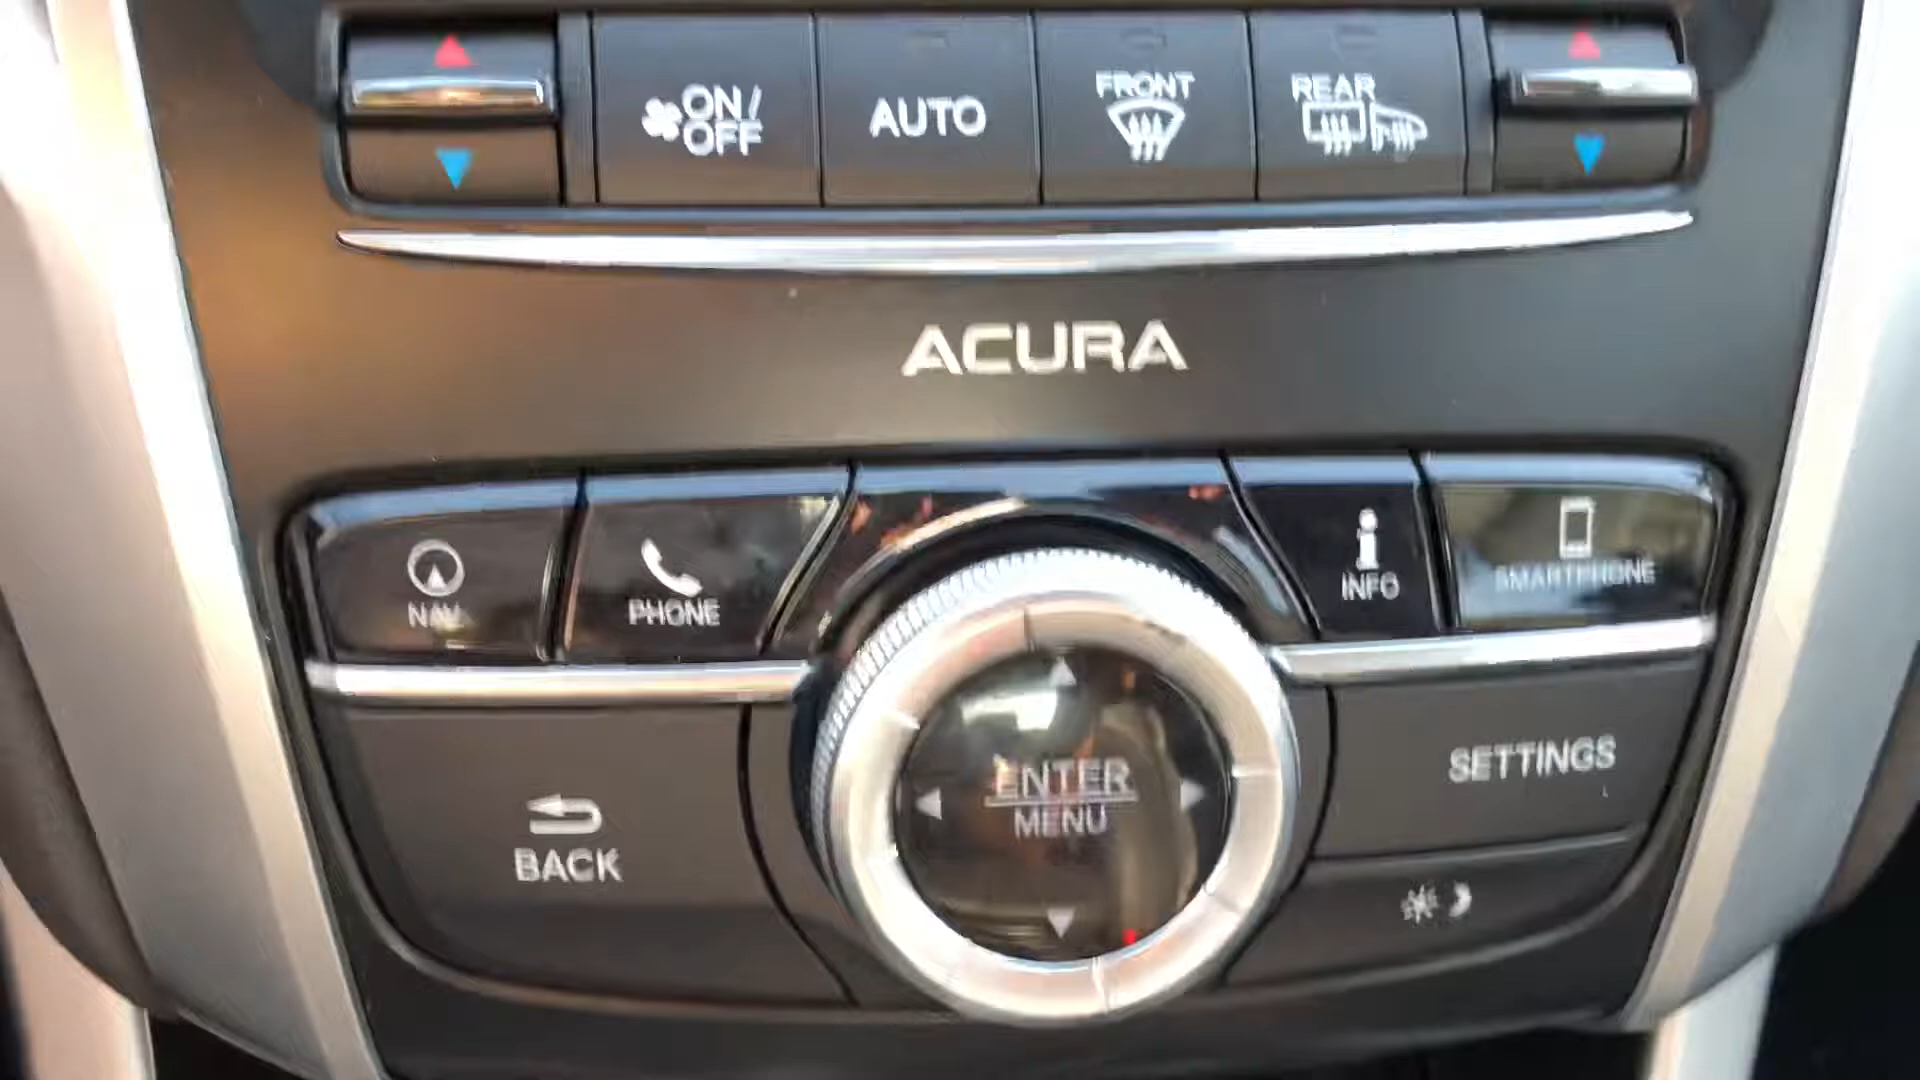 ON/
OFF
AUTO
FRONT
REAR
ACURA
NAV
PHONE
INFO
SMARTPHONE
ENTER
MENU
SETTINGS
BACK